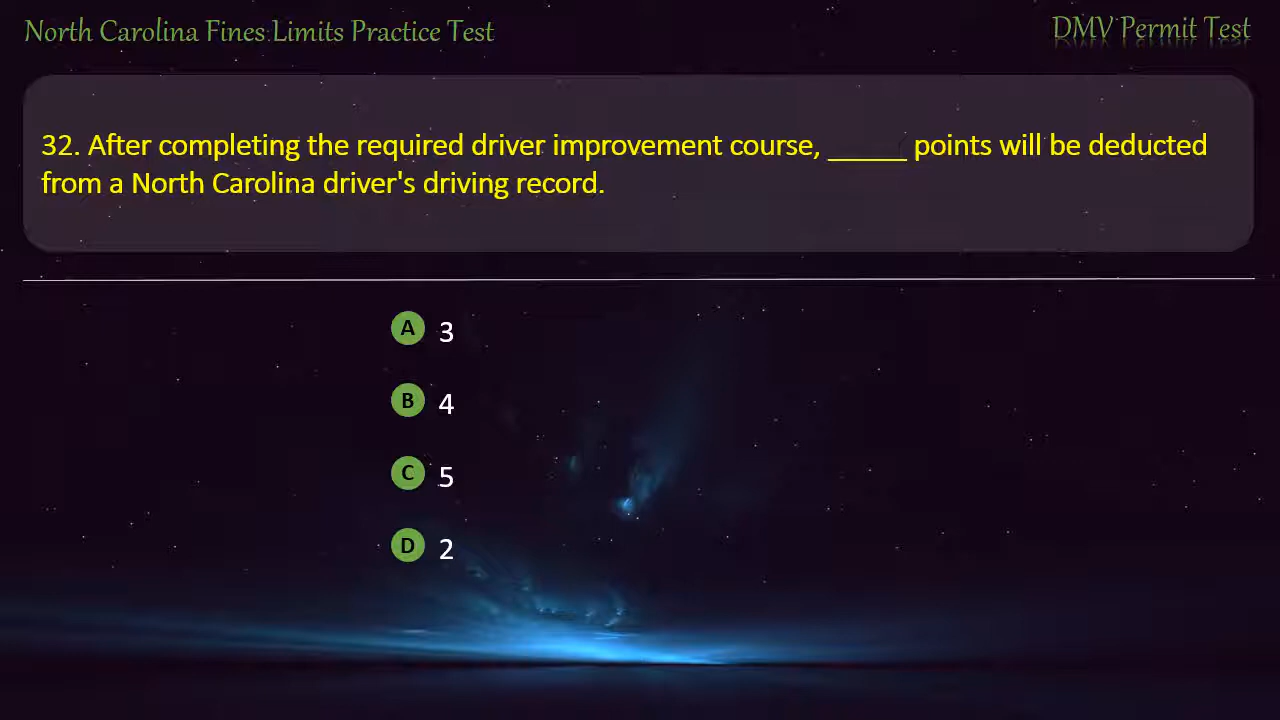 North Carolina Fines Limits Practice Test
DMV Permit Test
32. After completing the required driver improvement course, _____ points will be deducted
from a North Carolina driver's driving record.
A 3
B 4
C 5
D 2